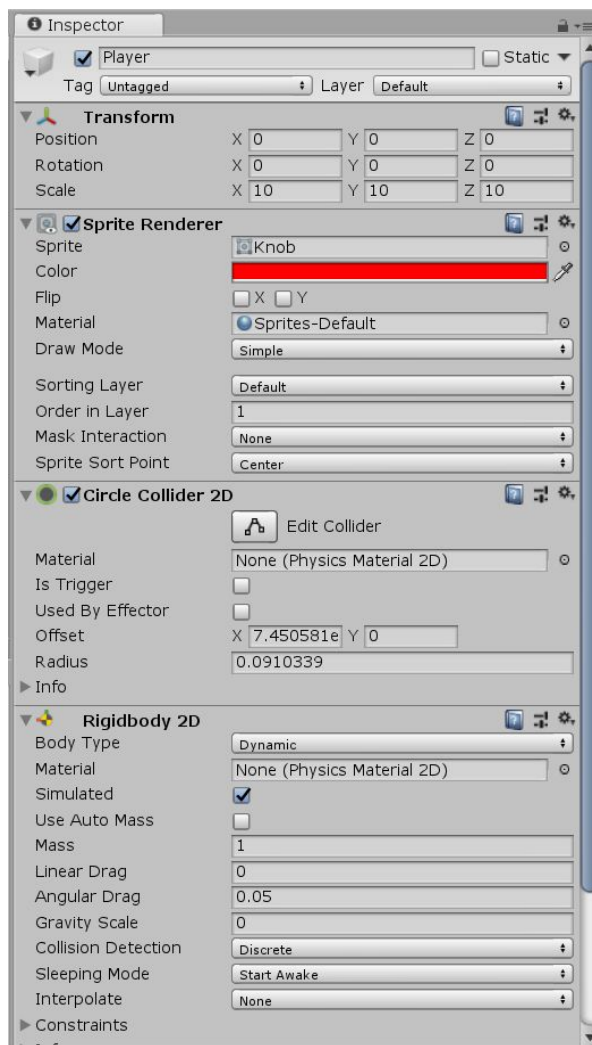 Inspector
Player Static
Tag Untagged Layer Default
Transform
Position X 0 Y 0 Z 0
Rotation X 0 Y 0 Z 0
Scale X 10 Y 10 Z 10
Sprite Renderer
Sprite Knob
Color
Flip X Y
Material Sprites-Default
Draw Mode Simple
Sorting Layer Default
Order in Layer 1
Mask Interaction None
Sprite Sort Point Center
Circle Collider 2D
Edit Collider
Material None (Physics Material 2D)
Is Trigger
Used By Effector
Offset X 7.450581e Y 0
Radius 0.0910339
Info
Rigidbody 2D
Body Type Dynamic
Material None (Physics Material 2D)
Simulated
Use Auto Mass
Mass 1
Linear Drag 0
Angular Drag 0.05
Gravity Scale 0
Collision Detection Discrete
Sleeping Mode Start Awake
Interpolate None
Constraints